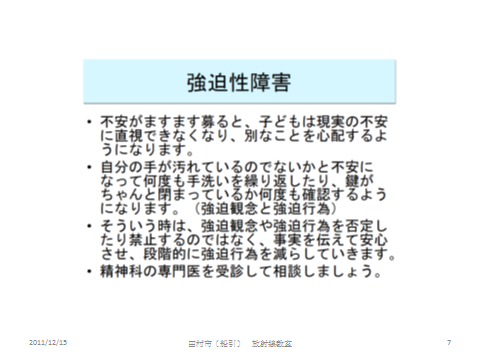 強迫性障害
• 不安がますます募ると、子どもは現実の不安
に直視できなくなり、別なことを心配するよ
うになります。
• 自分の手が汚れているのでないかと不安に
なって何度も手洗いを繰り返したり、鍵が
ちゃんと閉まっているか何度も確認するよう
になります。（強迫観念と強迫行為）
• そういう時は、強迫観念や強迫行為を否定し
たり禁止するのではなく、事実を伝えて安心
させ、段階的に強迫行為を減らしていきます。
• 精神科の専門医を受診して相談しましょう。
2011/12/15
田村市〔船引〕 放射線教室
7